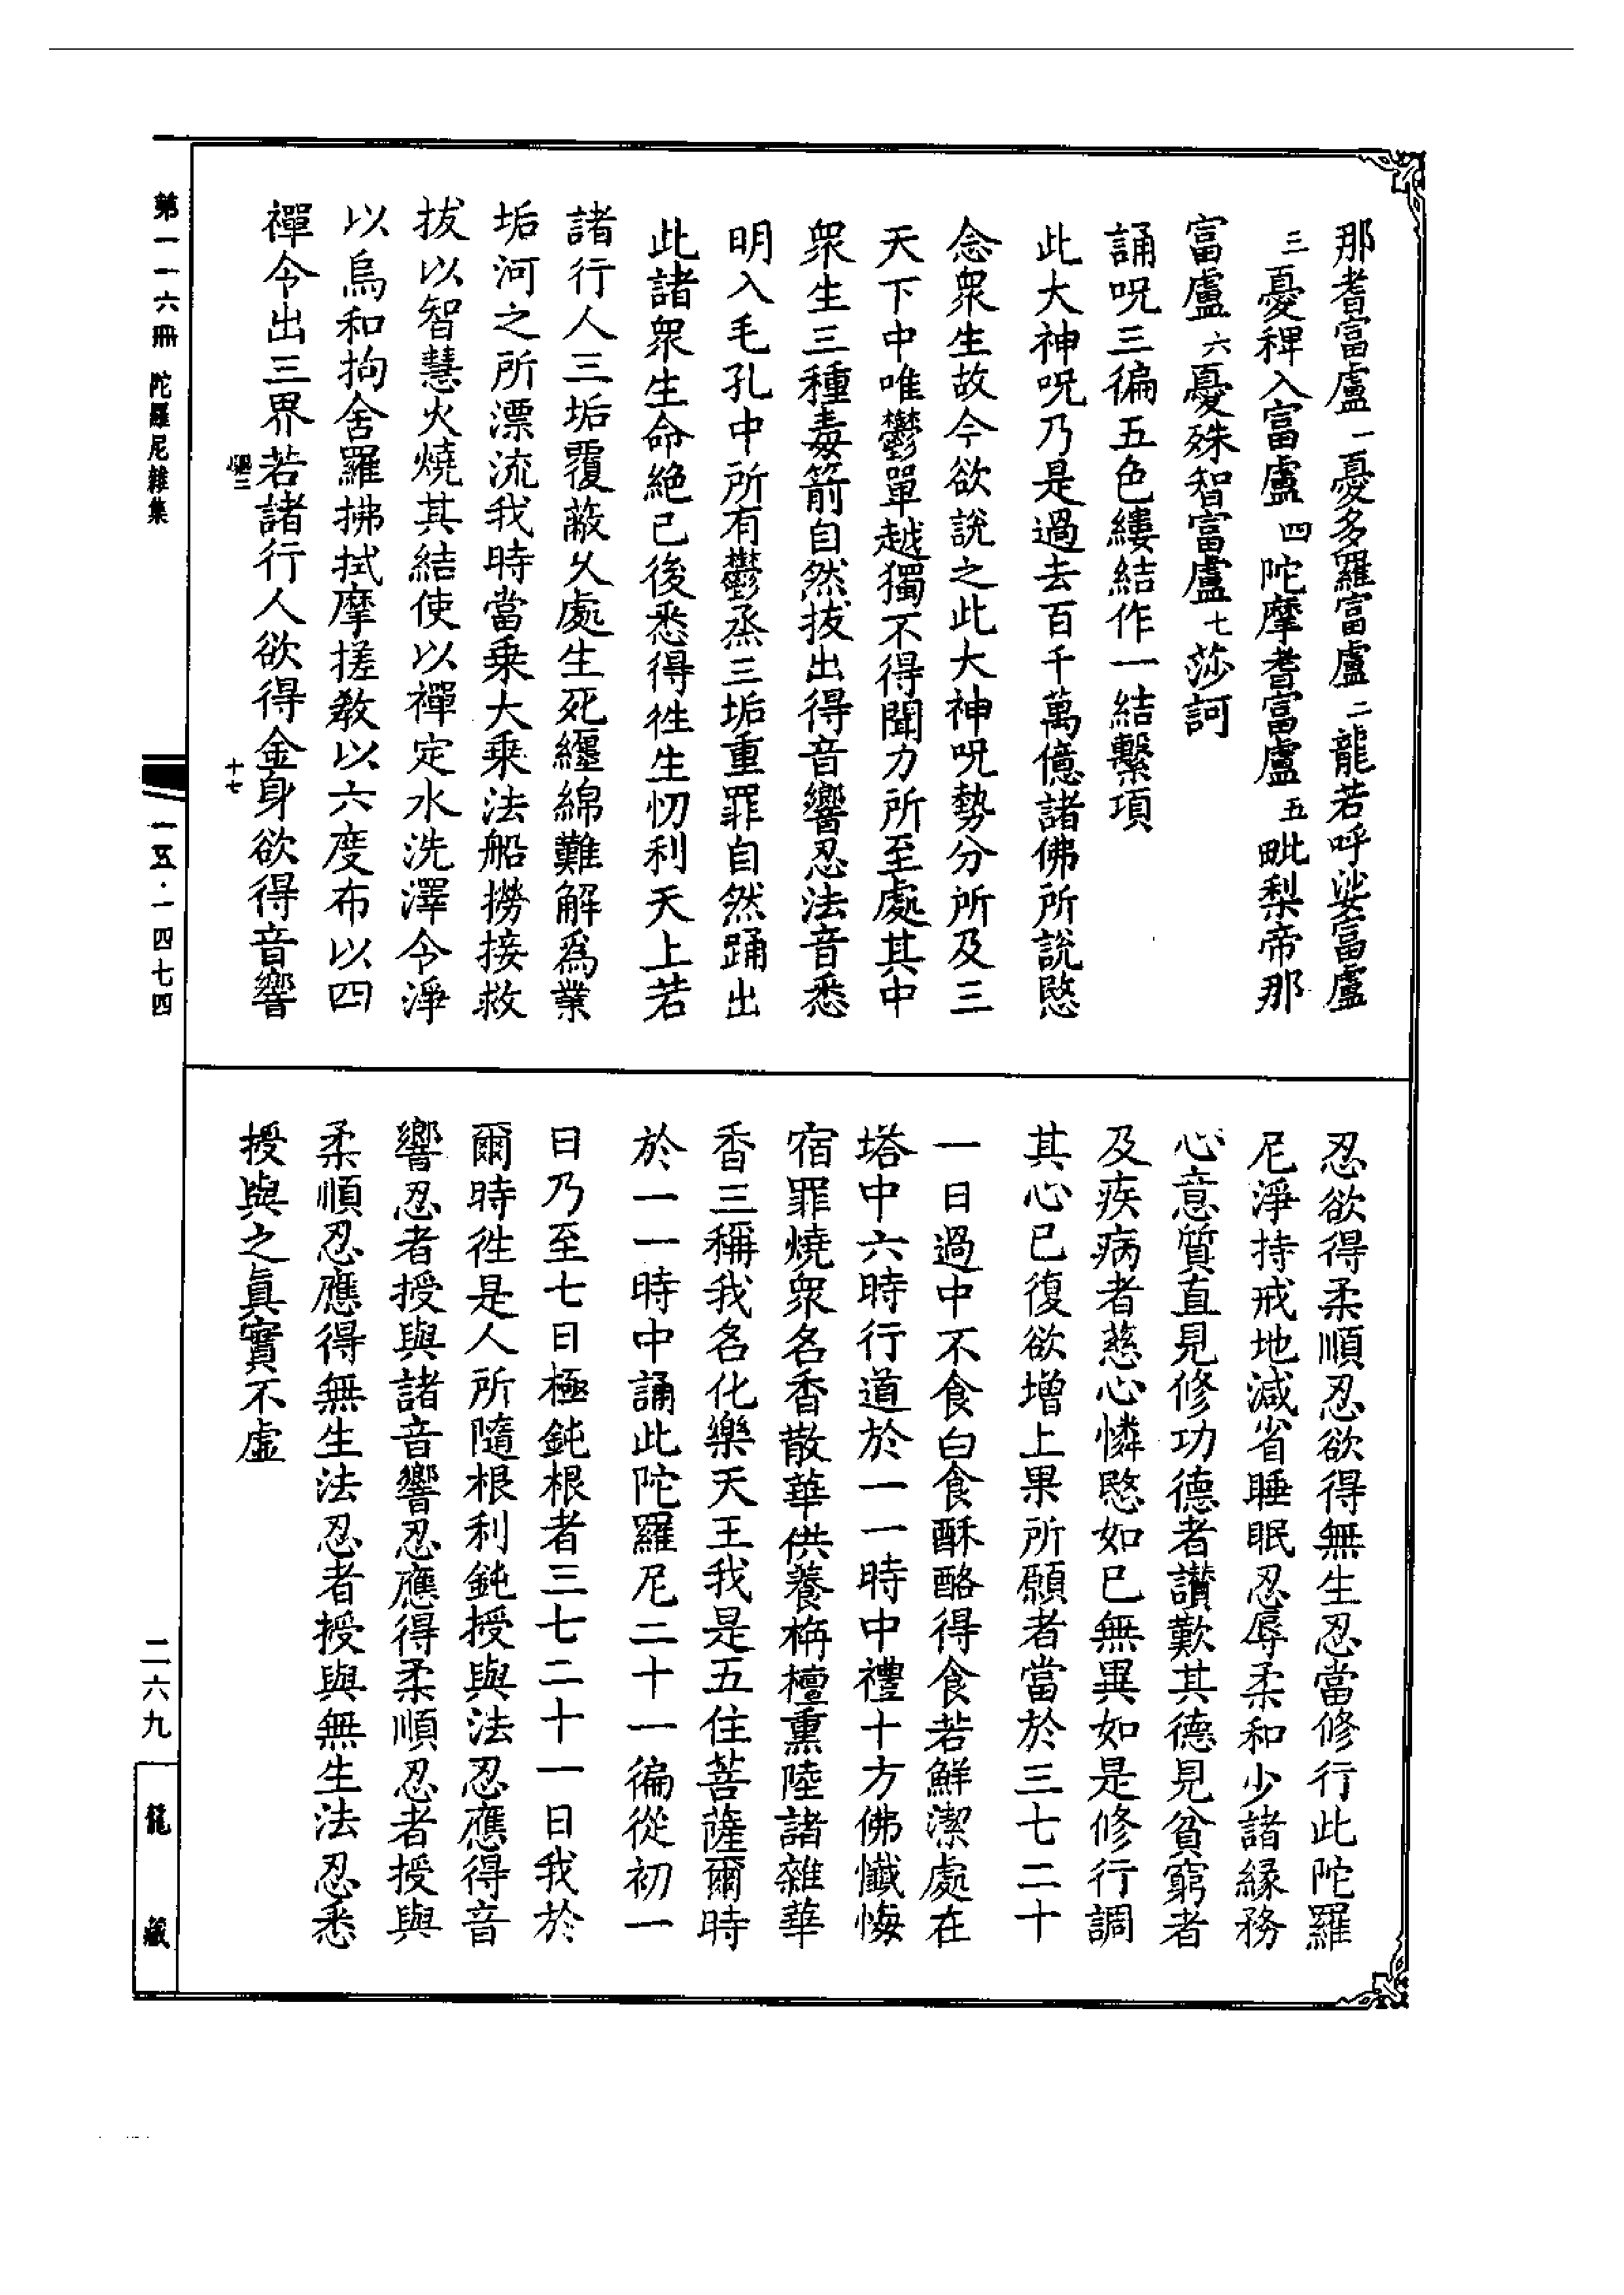 那耆富盧一憂多羅富盧二龍若呼娑富盧
三憂稗入富盧四陀摩耆富盧五毗梨帝那
富盧六憂殊智富盧七莎訶
誦呪三徧五色縷結作一結繫項
此大神呪乃是過去百千萬億諸佛所說愍
念衆生故今欲說之此大神呪勢分所及三
天下中唯鬱單越獨不得聞力所至處其中
衆生三種毒箭自然拔出得音響忍法音悉
明入毛孔中所有鬱烝三垢重罪自然踊出
此諸衆生命絕已後悉得徃生忉利天上若
諸行人三垢覆蔽乆處生死纏綿難解為業
垢河之所漂流我時當乗大乗法船撈接救
拔以智慧火燒其結使以禪定水洗澤令淨
以烏和拘舍羅拂拭摩搓教以六度布以四
禪令出三界若諸行人欲得金身欲得音響
忍欲得柔順忍欲得無生忍當修行此陀羅
尼淨持戒地減省睡眠忍辱柔和少諸緣務
心意質直見修功德者讃歎其德見貧窮者
及疾病者慈心憐愍如已無異如是修行調
其心已復欲增上果所願者當於三七二十
一日過中不食白食酥酪得食若鮮潔處在
塔中六時行道於一一時中禮十方佛懺悔
宿罪燒衆名香散華供養栴檀熏陸諸雜華
香三稱我名化樂天王我是五住菩薩爾時
於一一時中誦此陀羅尼二十一徧從初一
日乃至七日極鈍根者三七二十一日我於
爾時徃是人所隨根利鈍授與法忍應得音
響忍者授與諸音響忍應得柔順忍者授與
柔順忍應得無生法忍者授與無生法忍悉
授與之真實不虛
第一一六冊 陀羅尼雜集
十七
一五·一四七四
二六九
龍藏